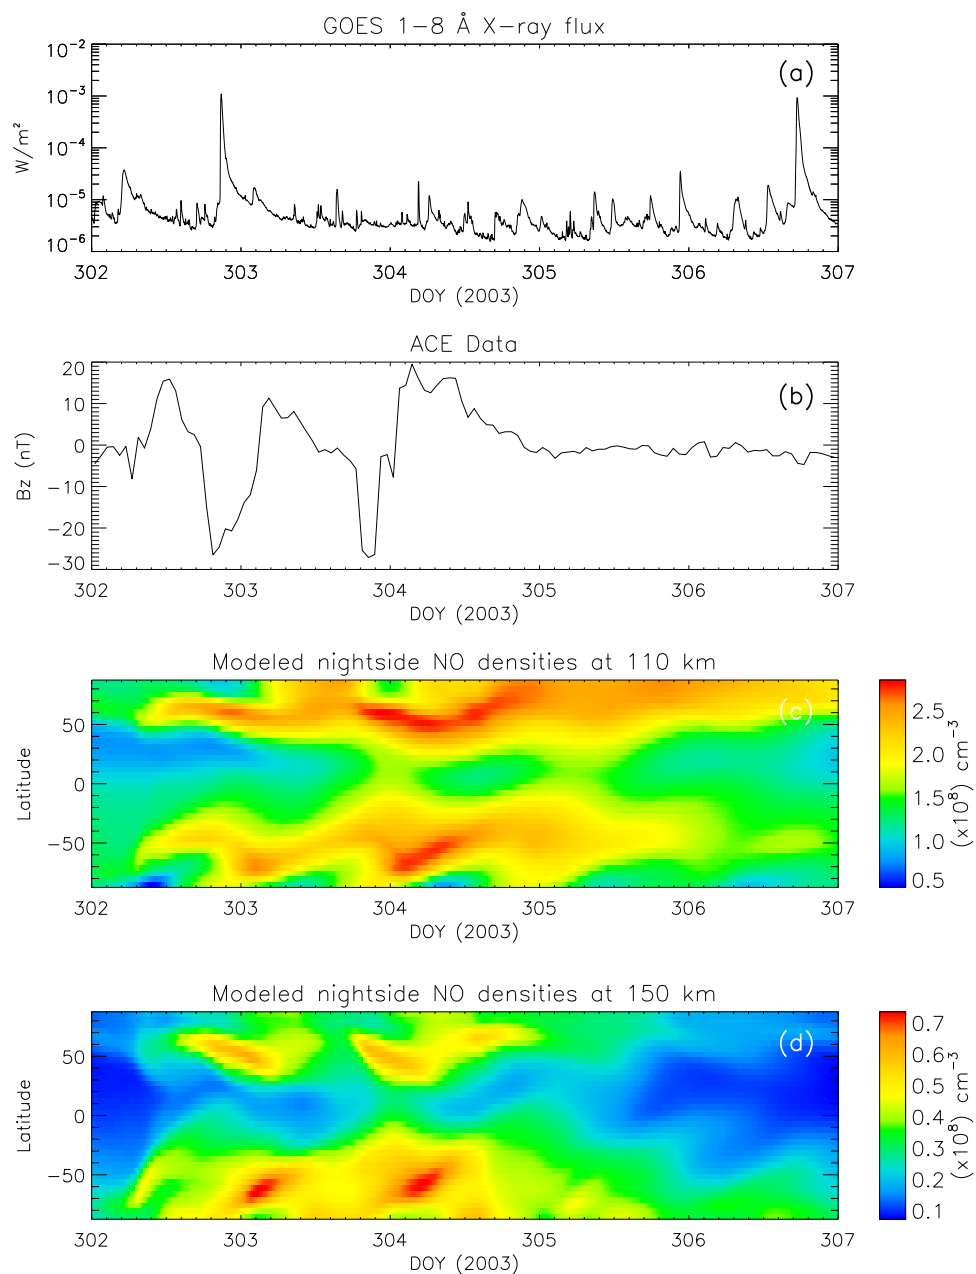 GOES 1-8 Å X-ray flux
(a)
W/m²
10⁻²
10⁻³
10⁻⁴
10⁻⁵
10⁻⁶
302 303 304 305 306 307
DOY (2003)
ACE Data
(b)
Bz (nT)
20
10
0
-10
-20
-30
302 303 304 305 306 307
DOY (2003)
Modeled nightside NO densities at 110 km
(c)
Latitude
50
0
-50
302 303 304 305 306 307
DOY (2003)
2.5
2.0
1.5
1.0
0.5
(x10⁸) cm⁻³
Modeled nightside NO densities at 150 km
(d)
Latitude
50
0
-50
302 303 304 305 306 307
DOY (2003)
0.7
0.6
0.5
0.4
0.3
0.2
0.1
(x10⁸) cm⁻³